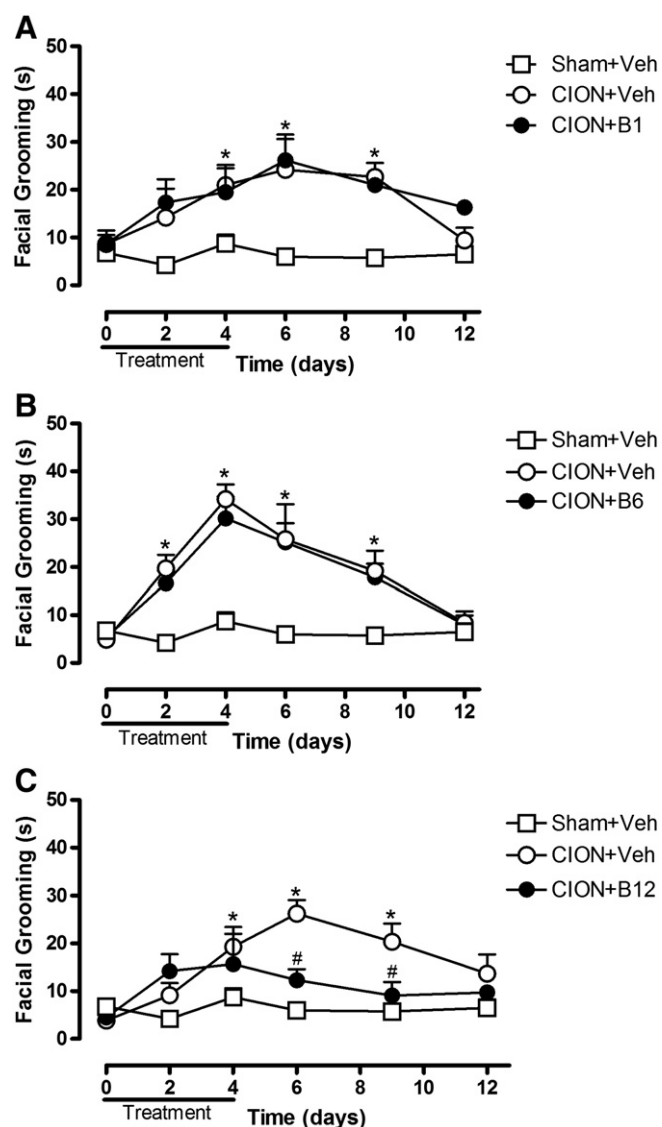 A
Facial Grooming (s)
50
40
30
20
10
0
* * *
Sham+Veh
CION+Veh
CION+B1
0 2 4 6 8 10 12
Treatment Time (days)
B
Facial Grooming (s)
50
40
30
20
10
0
* * * *
Sham+Veh
CION+Veh
CION+B6
0 2 4 6 8 10 12
Treatment Time (days)
C
Facial Grooming (s)
50
40
30
20
10
0
* * *
# #
Sham+Veh
CION+Veh
CION+B12
0 2 4 6 8 10 12
Treatment Time (days)